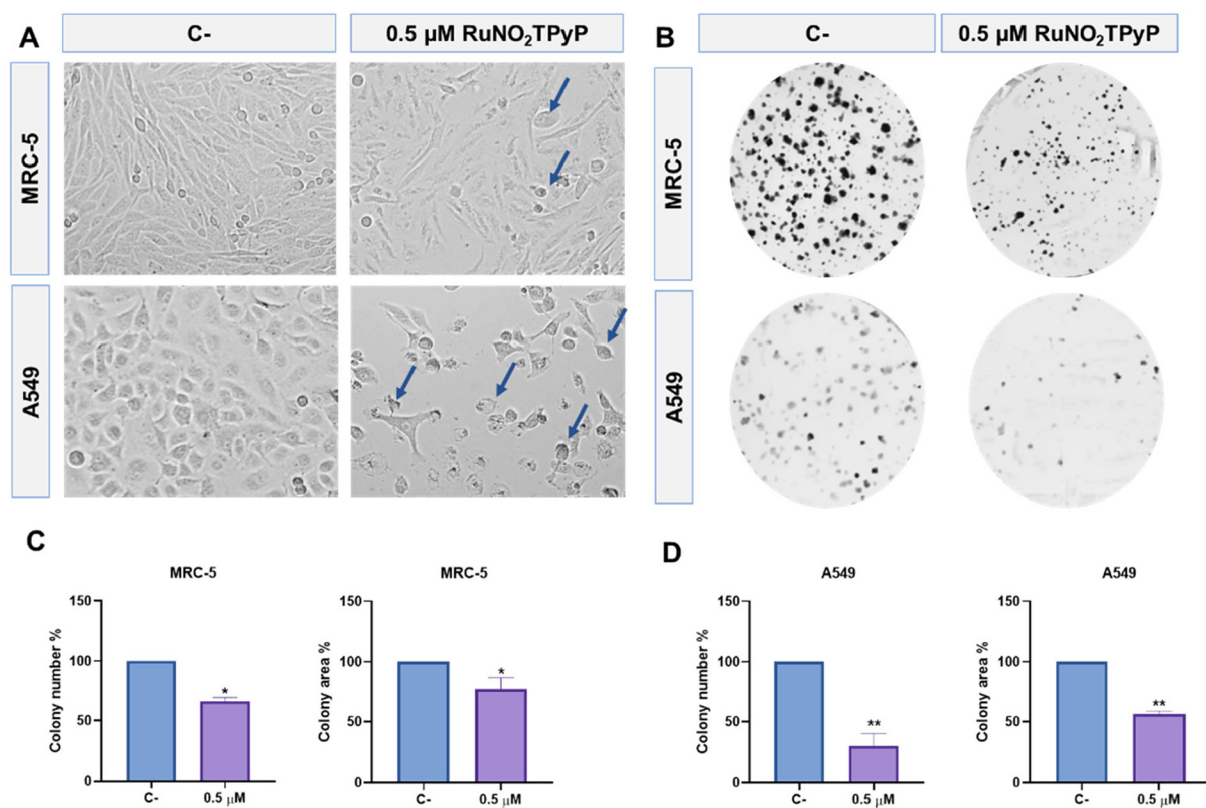 A
C-
0.5 µM RuNO₂TPyP
MRC-5
A549
B
C-
0.5 µM RuNO₂TPyP
MRC-5
A549
C
MRC-5
Colony number %
150
100
50
0
*
C-
0.5 µM
MRC-5
Colony area %
150
100
50
0
*
C-
0.5 µM
D
A549
Colony number %
150
100
50
0
**
C-
0.5 µM
A549
Colony area %
150
100
50
0
**
C-
0.5 µM